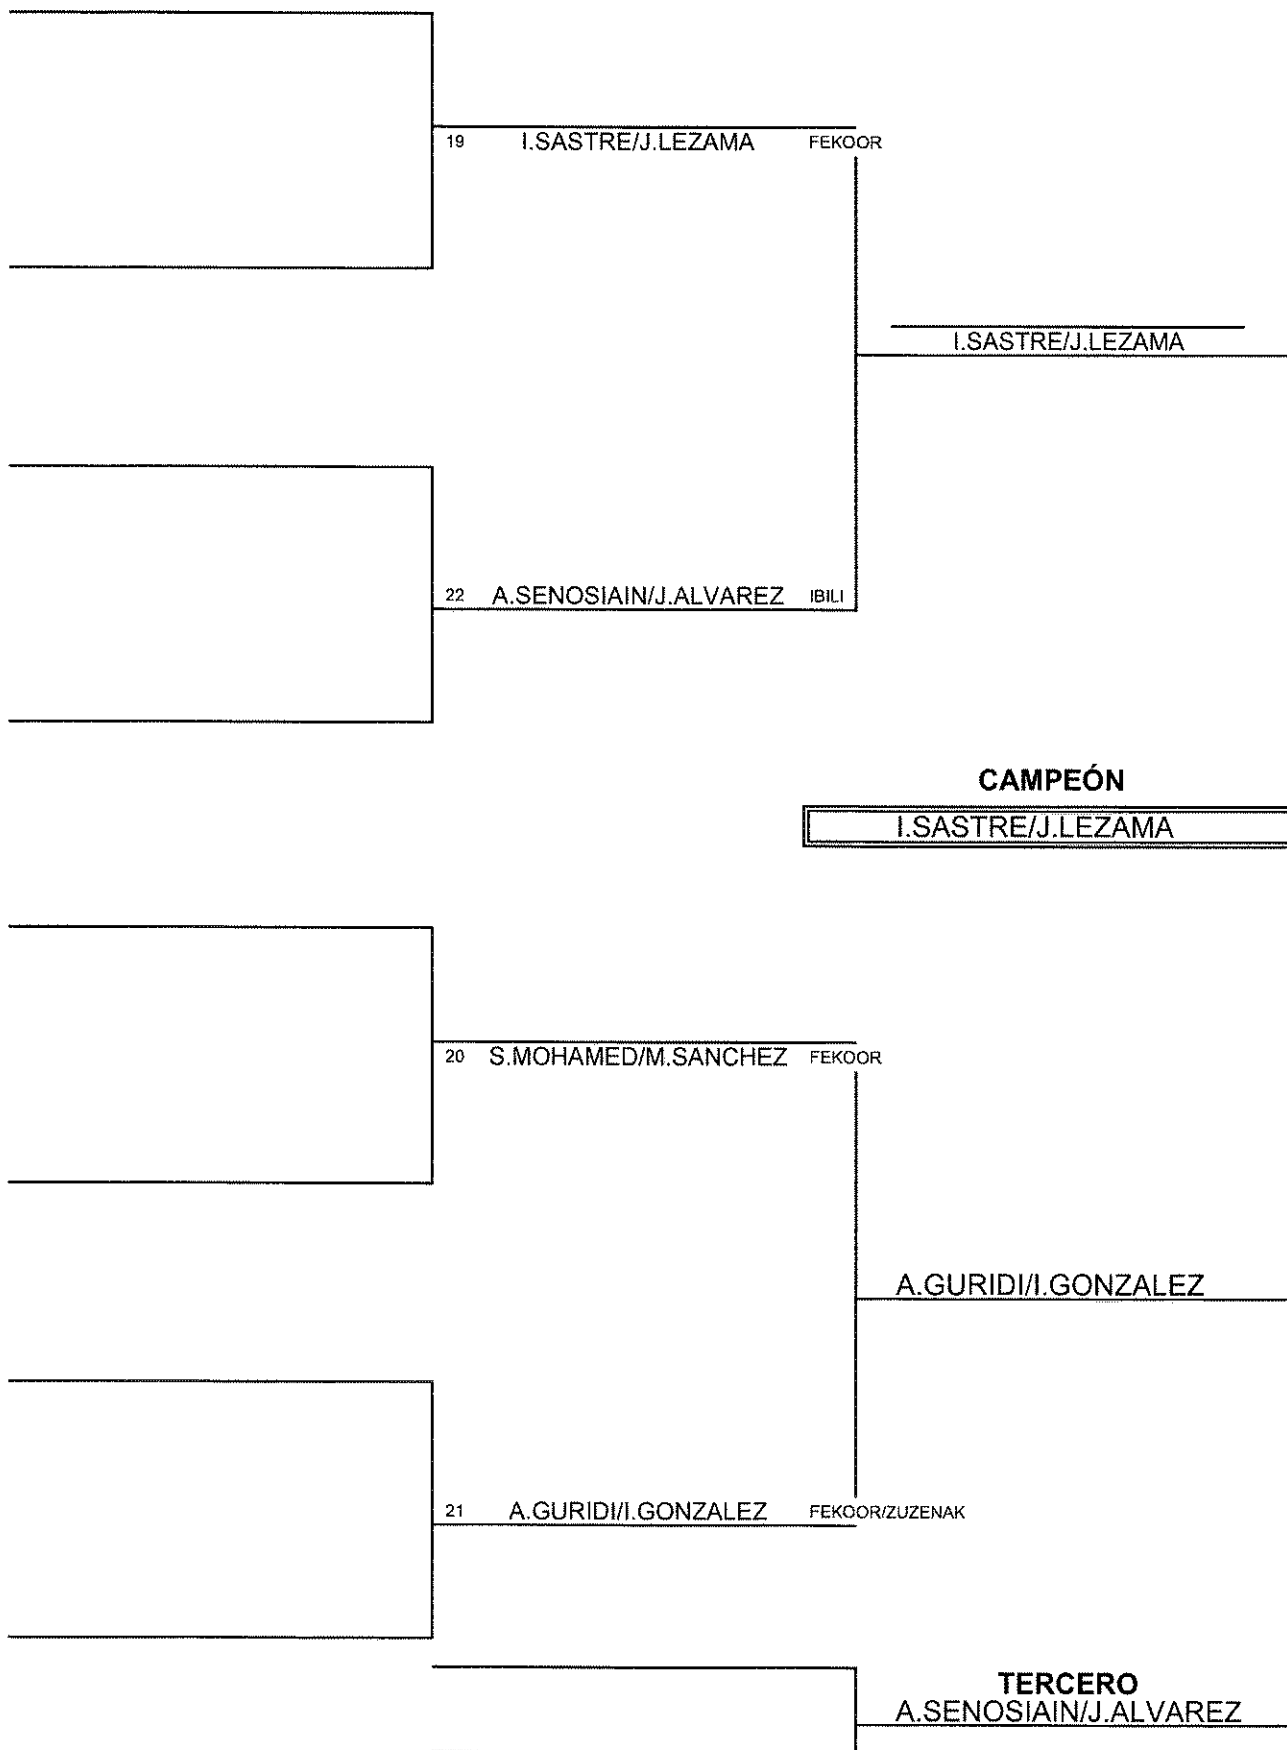 19 I.SASTRE/J.LEZAMA FEKOOR
I.SASTRE/J.LEZAMA
22 A.SENOSIAIN/J.ALVAREZ IBILI
CAMPEÓN
I.SASTRE/J.LEZAMA
20 S.MOHAMED/M.SANCHEZ FEKOOR
A.GURIDI/I.GONZALEZ
21 A.GURIDI/I.GONZALEZ FEKOOR/ZUZENAK
TERCERO
A.SENOSIAIN/J.ALVAREZ